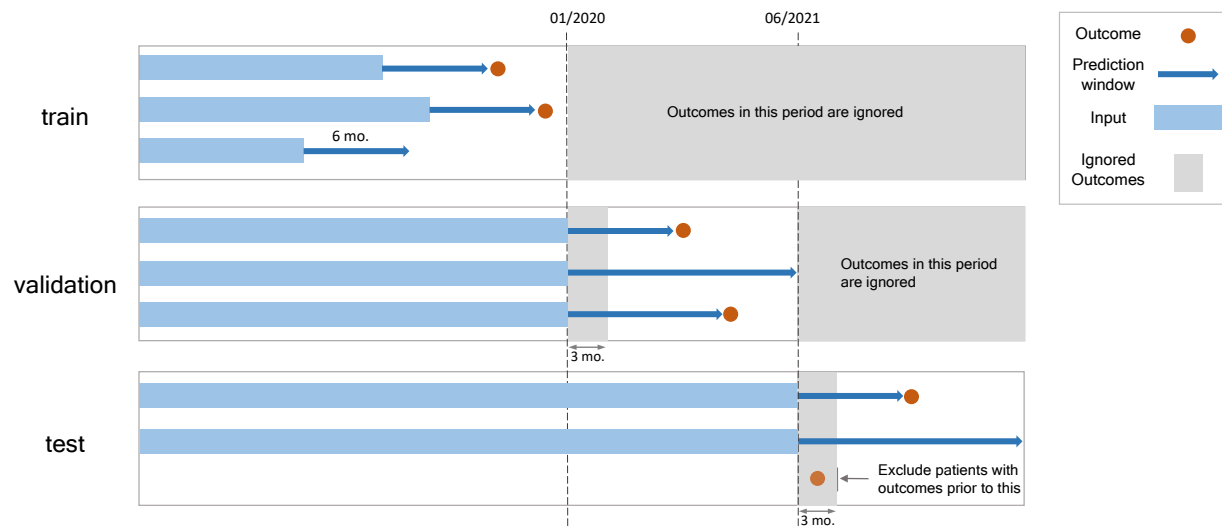 01/2020
06/2021
train
6 mo.
Outcomes in this period are ignored
Outcome
Prediction
window
Input
Ignored
Outcomes
validation
Outcomes in this period
are ignored
3 mo.
test
Exclude patients with
outcomes prior to this
3 mo.